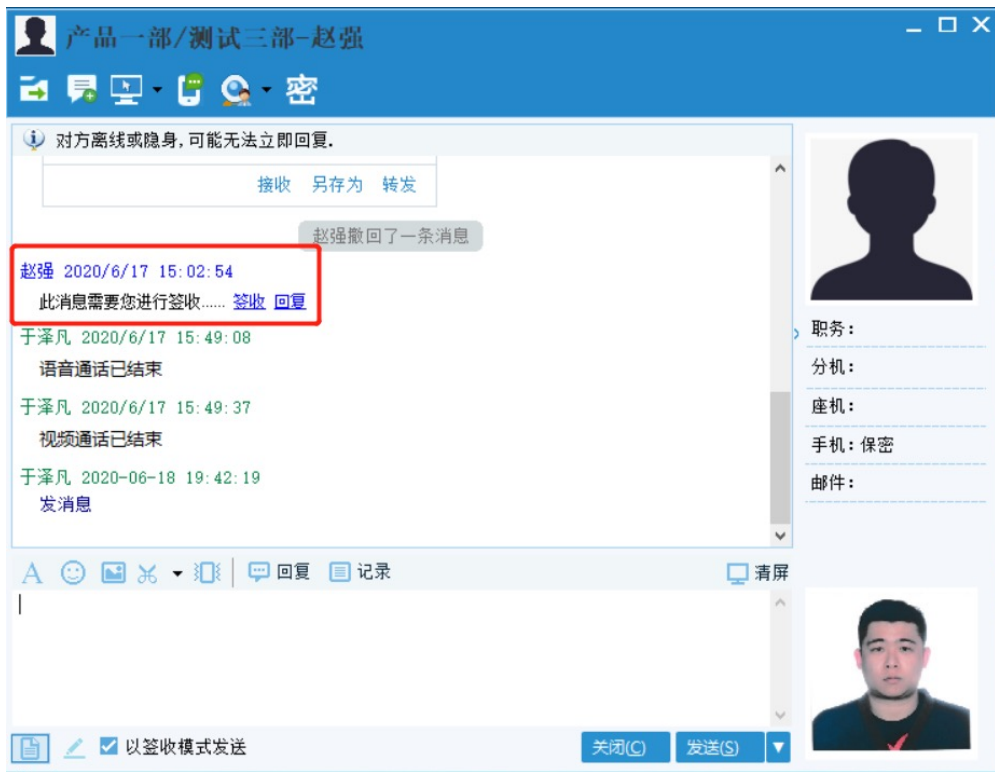 产品一部/测试三部-赵强
密
对方离线或隐身,可能无法立即回复.
接收 另存为 转发
赵强撤回了一条消息
赵强 2020/6/17 15:02:54
此消息需要您进行签收...... 签收 回复
于泽凡 2020/6/17 15:49:08
语音通话已结束
于泽凡 2020/6/17 15:49:37
视频通话已结束
于泽凡 2020-06-18 19:42:19
发消息
职务:
分机:
座机:
手机:保密
邮件:
A 回复 记录 清屏
以签收模式发送 关闭(C) 发送(S)